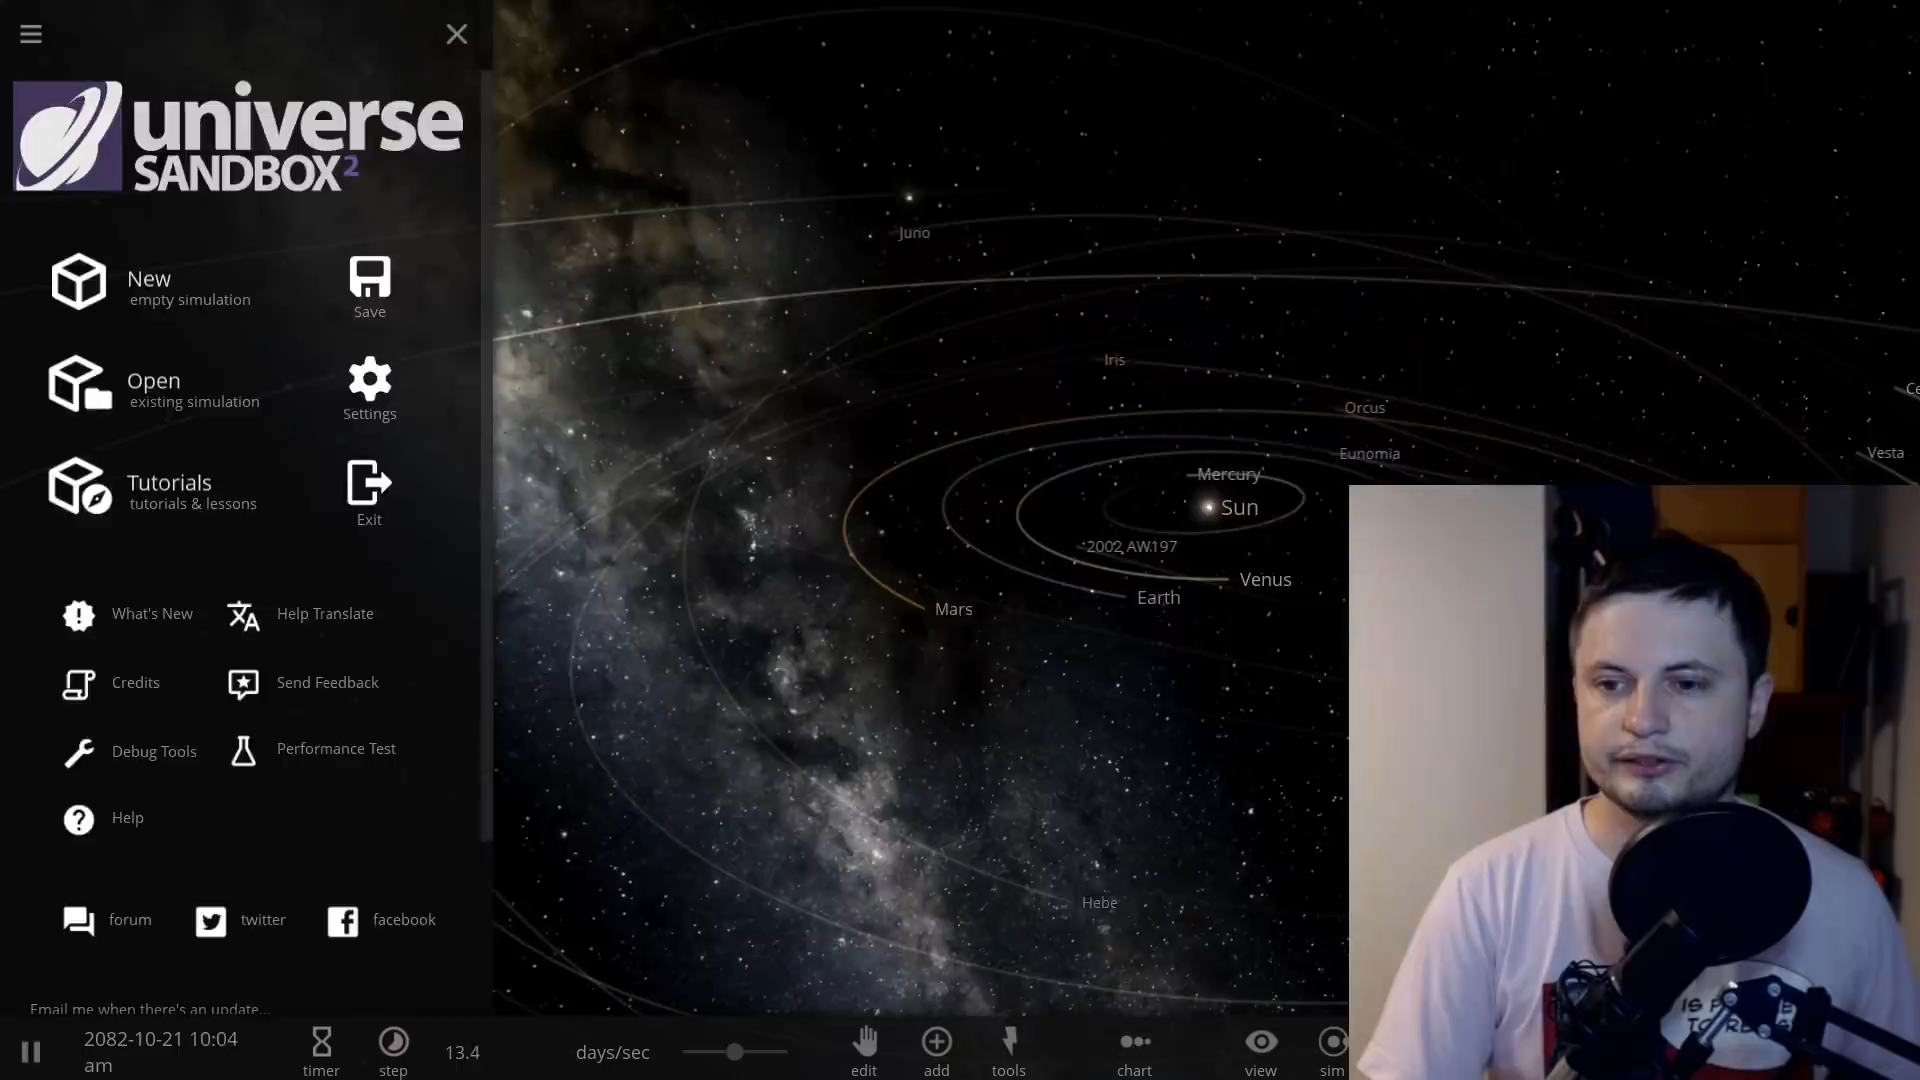 universe
SANDBOX2
New
empty simulation
Save
Open
existing simulation
Settings
Tutorials
tutorials & lessons
Exit
What's New
Help Translate
Credits
Send Feedback
Debug Tools
Performance Test
Help
forum
twitter
facebook
Email me when there's an update...
2082-10-21 10:04
am
timer
step
13.4
days/sec
edit
add
tools
chart
view
sim
Juno
Iris
Orcus
Eunomia
Vesta
Mercury
Sun
2002 AW197
Venus
Earth
Mars
Hebe
IS